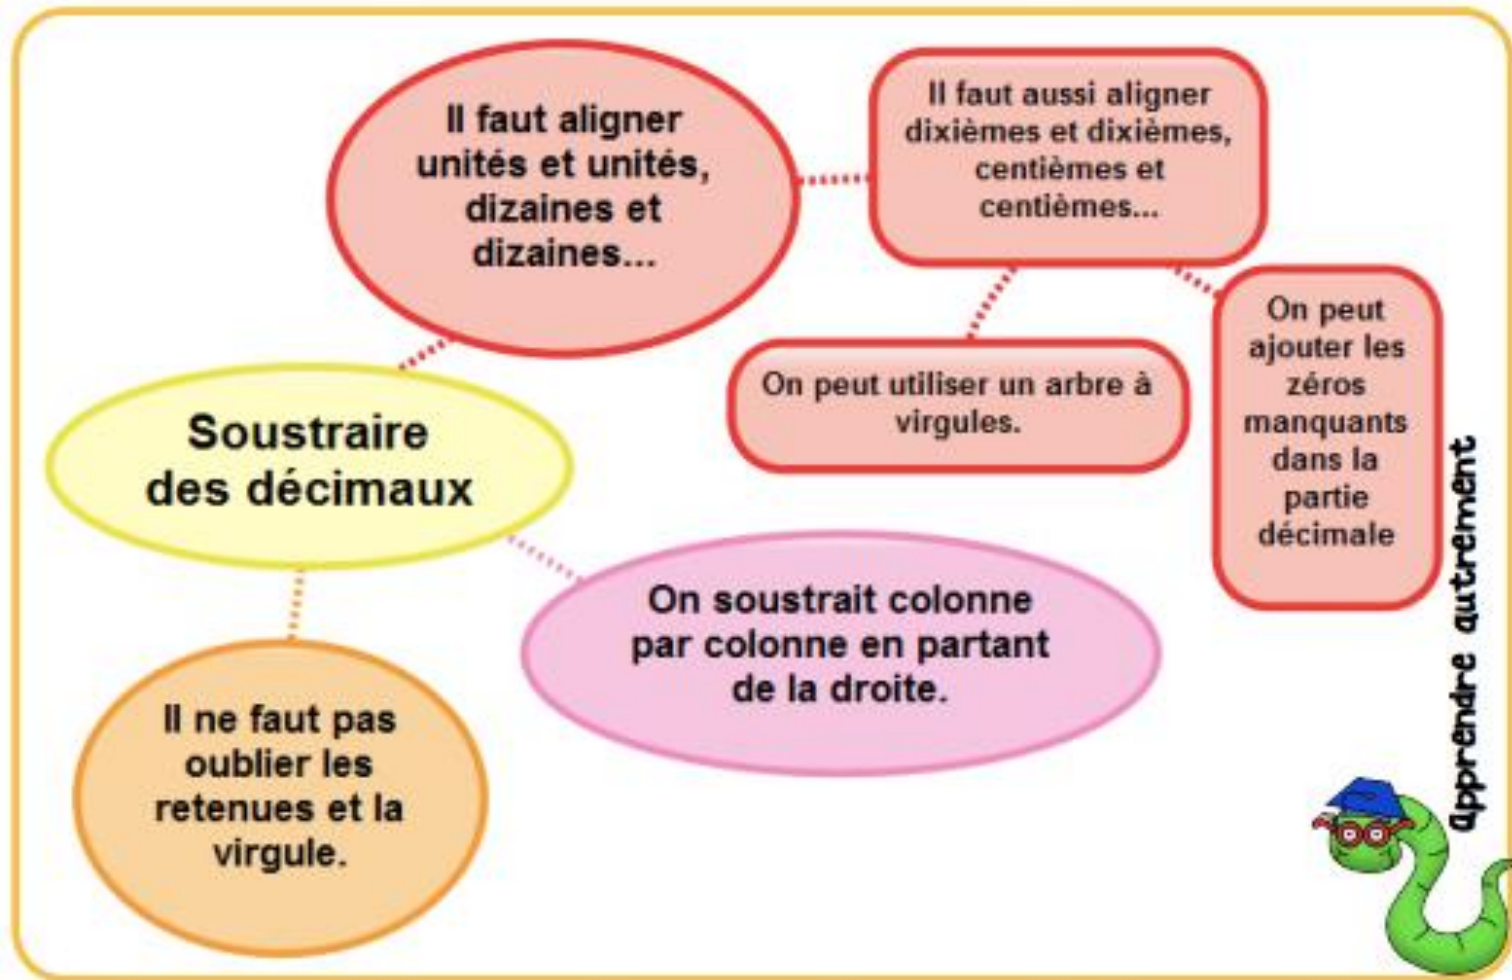 Il faut aligner
unités et unités,
dizaines et
dizaines...
Il faut aussi aligner
dixièmes et dixièmes,
centièmes et
centièmes...
On peut utiliser un arbre à
virgules.
On peut
ajouter les
zéros
manquants
dans la
partie
décimale
Soustraire
des décimaux
On soustrait colonne
par colonne en partant
de la droite.
Il ne faut pas
oublier les
retenues et la
virgule.
apprendre autrement